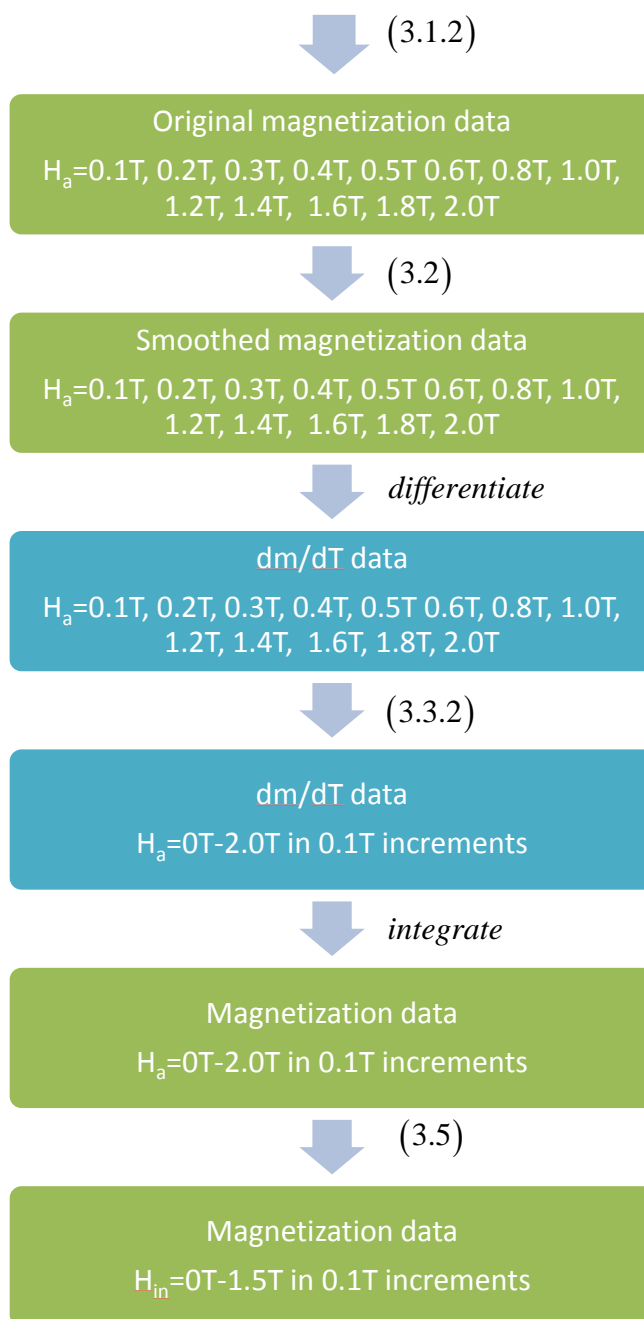 (3.1.2)
Original magnetization data
Hₐ=0.1T, 0.2T, 0.3T, 0.4T, 0.5T 0.6T, 0.8T, 1.0T,
1.2T, 1.4T,  1.6T, 1.8T, 2.0T
(3.2)
Smoothed magnetization data
Hₐ=0.1T, 0.2T, 0.3T, 0.4T, 0.5T 0.6T, 0.8T, 1.0T,
1.2T, 1.4T,  1.6T, 1.8T, 2.0T
differentiate
dm/dT data
Hₐ=0.1T, 0.2T, 0.3T, 0.4T, 0.5T 0.6T, 0.8T, 1.0T,
1.2T, 1.4T,  1.6T, 1.8T, 2.0T
(3.3.2)
dm/dT data
Hₐ=0T-2.0T in 0.1T increments
integrate
Magnetization data
Hₐ=0T-2.0T in 0.1T increments
(3.5)
Magnetization data
Hᵢₙ=0T-1.5T in 0.1T increments